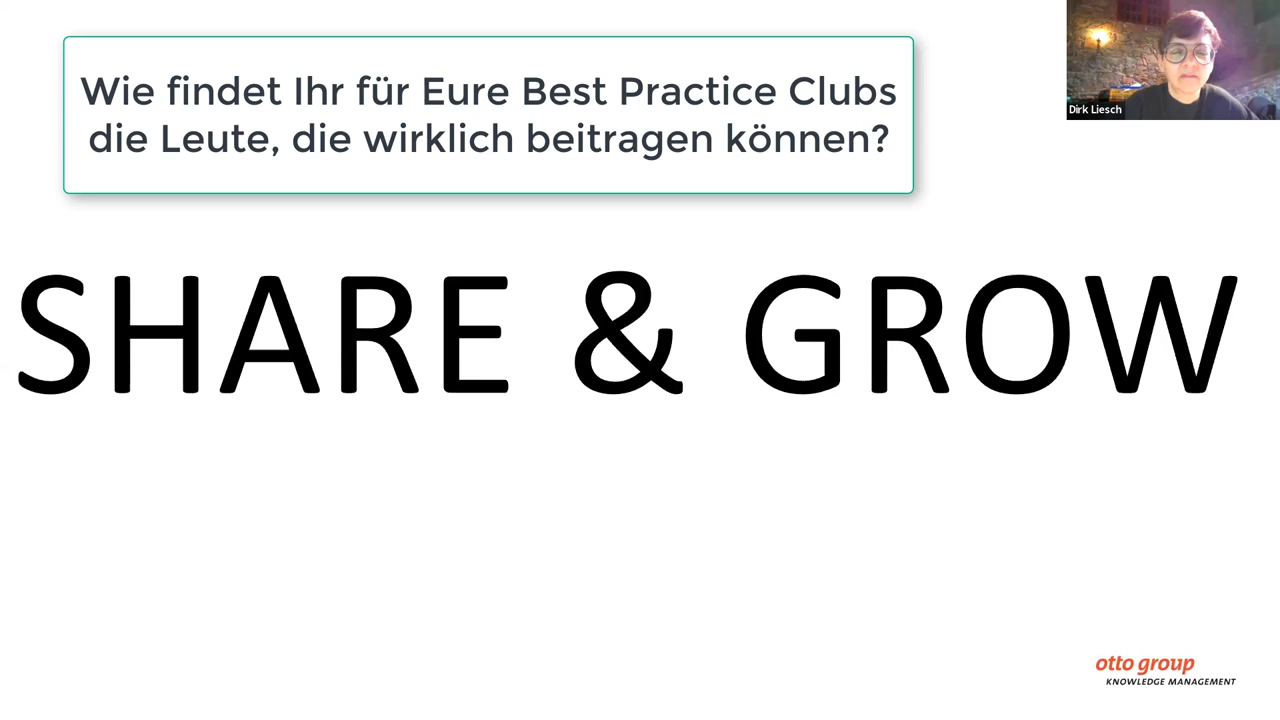 Wie findet Ihr für Eure Best Practice Clubs
die Leute, die wirklich beitragen können?
Dirk Liesch
SHARE & GROW
otto group
KNOWLEDGE MANAGEMENT